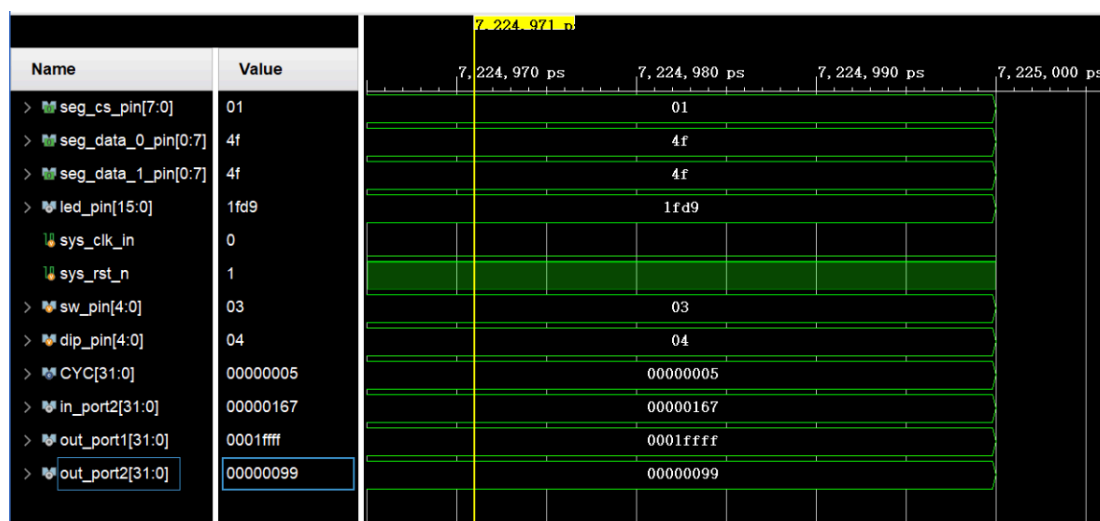 7,224,971 p
Name Value 7,224,970 ps 7,224,980 ps 7,224,990 ps 7,225,000 ps
> seg_cs_pin[7:0] 01 01
> seg_data_0_pin[0:7] 4f 4f
> seg_data_1_pin[0:7] 4f 4f
> led_pin[15:0] 1fd9 1fd9
sys_clk_in 0
sys_rst_n 1
> sw_pin[4:0] 03 03
> dip_pin[4:0] 04 04
> CYC[31:0] 00000005 00000005
> in_port2[31:0] 00000167 00000167
> out_port1[31:0] 0001ffff 0001ffff
> out_port2[31:0] 00000099 00000099